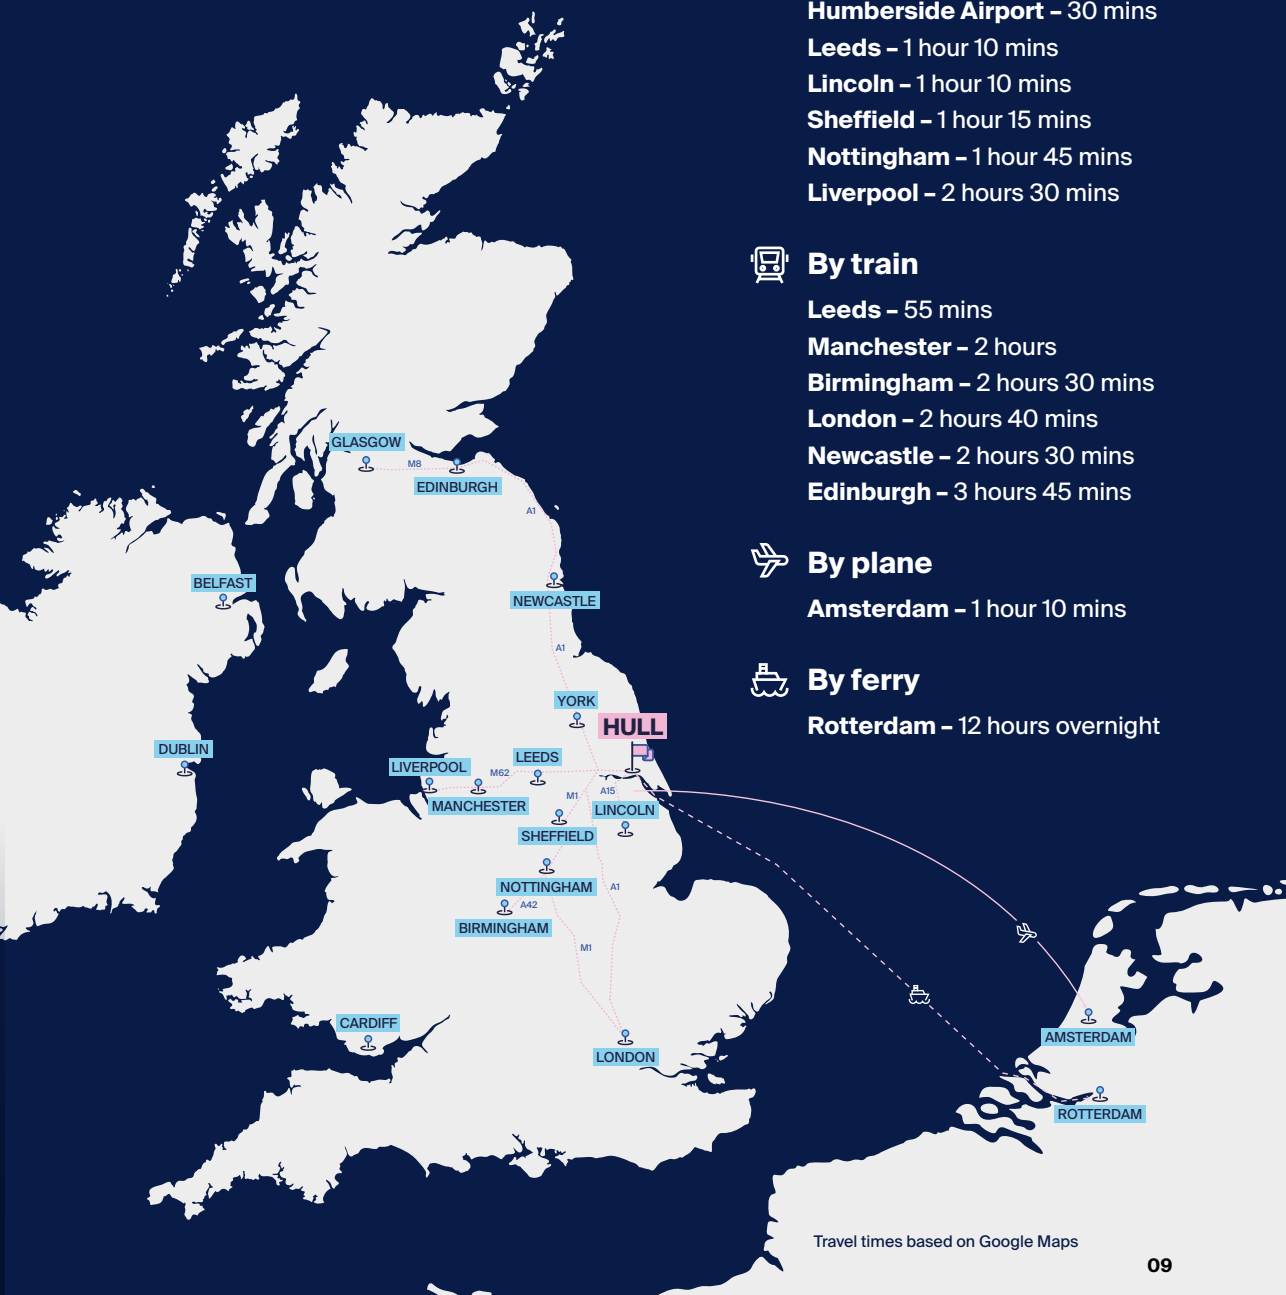 Humberside Airport – 30 mins
Leeds – 1 hour 10 mins
Lincoln – 1 hour 10 mins
Sheffield – 1 hour 15 mins
Nottingham – 1 hour 45 mins
Liverpool – 2 hours 30 mins
By train
Leeds – 55 mins
Manchester – 2 hours
Birmingham – 2 hours 30 mins
London – 2 hours 40 mins
Newcastle – 2 hours 30 mins
Edinburgh – 3 hours 45 mins
By plane
Amsterdam – 1 hour 10 mins
By ferry
Rotterdam – 12 hours overnight
GLASGOW
M8
EDINBURGH
A1
BELFAST
NEWCASTLE
A1
YORK
HULL
DUBLIN
LIVERPOOL
LEEDS
M62
MANCHESTER
M1
A15
LINCOLN
SHEFFIELD
NOTTINGHAM
A1
A42
BIRMINGHAM
M1
CARDIFF
LONDON
AMSTERDAM
ROTTERDAM
Travel times based on Google Maps
09